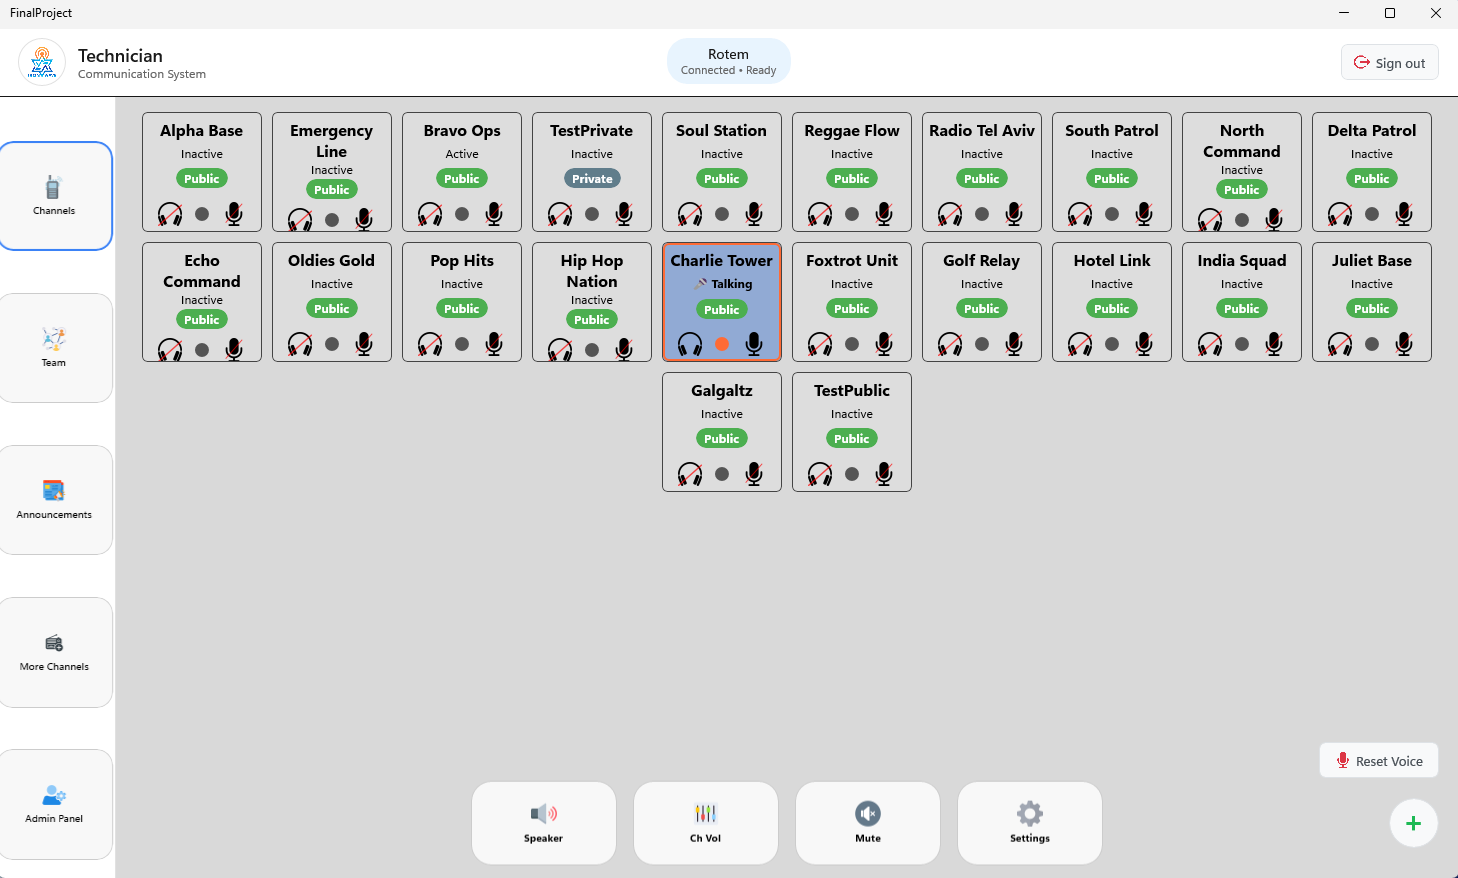 FinalProject
Technician
Communication System
Rotem
Connected • Ready
Sign out
Channels
Team
Announcements
More Channels
Admin Panel
Alpha Base
Inactive
Public
Emergency
Line
Inactive
Public
Bravo Ops
Active
Public
TestPrivate
Inactive
Private
Soul Station
Inactive
Public
Reggae Flow
Inactive
Public
Radio Tel Aviv
Inactive
Public
South Patrol
Inactive
Public
North
Command
Inactive
Public
Delta Patrol
Inactive
Public
Echo
Command
Inactive
Public
Oldies Gold
Inactive
Public
Pop Hits
Inactive
Public
Hip Hop
Nation
Inactive
Public
Charlie Tower
Talking
Public
Foxtrot Unit
Inactive
Public
Golf Relay
Inactive
Public
Hotel Link
Inactive
Public
India Squad
Inactive
Public
Juliet Base
Inactive
Public
Galgaltz
Inactive
Public
TestPublic
Inactive
Public
Reset Voice
Speaker
Ch Vol
Mute
Settings